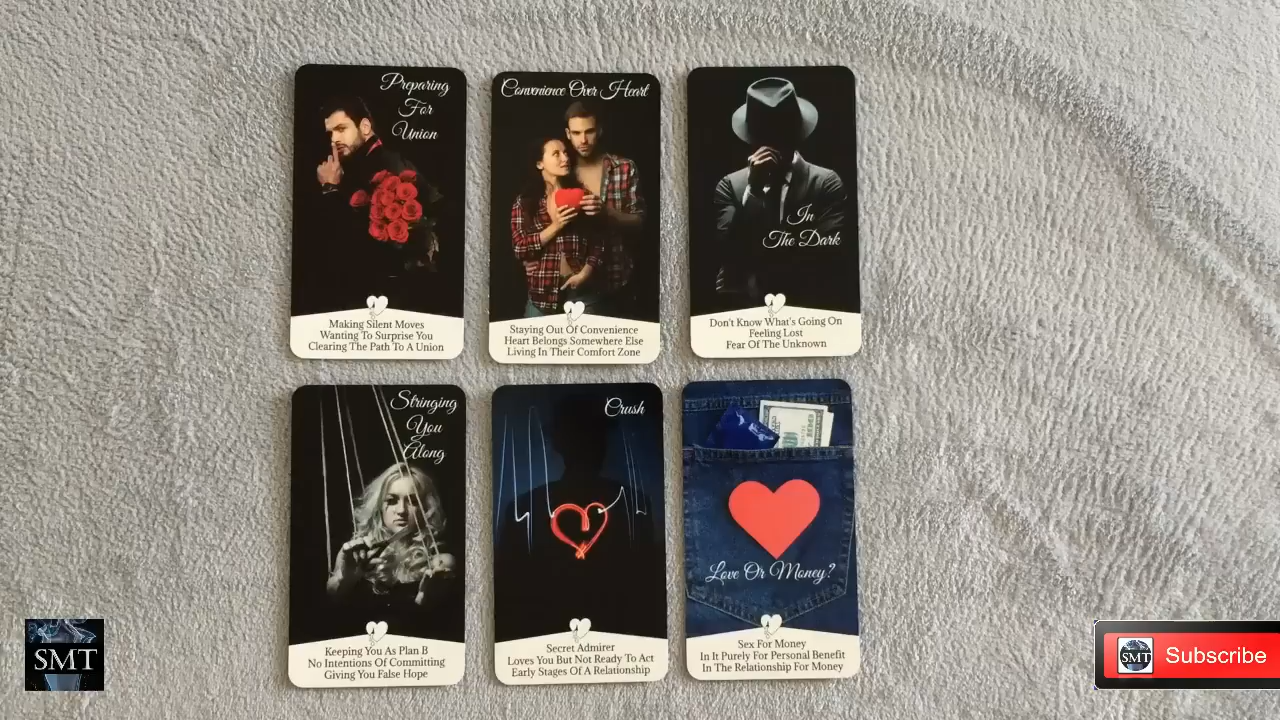 Preparing
For
Union
Making Silent Moves
Wanting To Surprise You
Clearing The Path To A Union
Convenience Over Heart
Staying Out Of Convenience
Heart Belongs Somewhere Else
Living In Their Comfort Zone
In
The Dark
Don't Know What's Going On
Feeling Lost
Fear Of The Unknown
Stringing
You
Along
Keeping You As Plan B
No Intentions Of Committing
Giving You False Hope
Crush
Secret Admirer
Loves You But Not Ready To Act
Early Stages Of A Relationship
Love Or Money?
Sex For Money
In It Purely For Personal Benefit
In The Relationship For Money
SMT
SMT
Subscribe